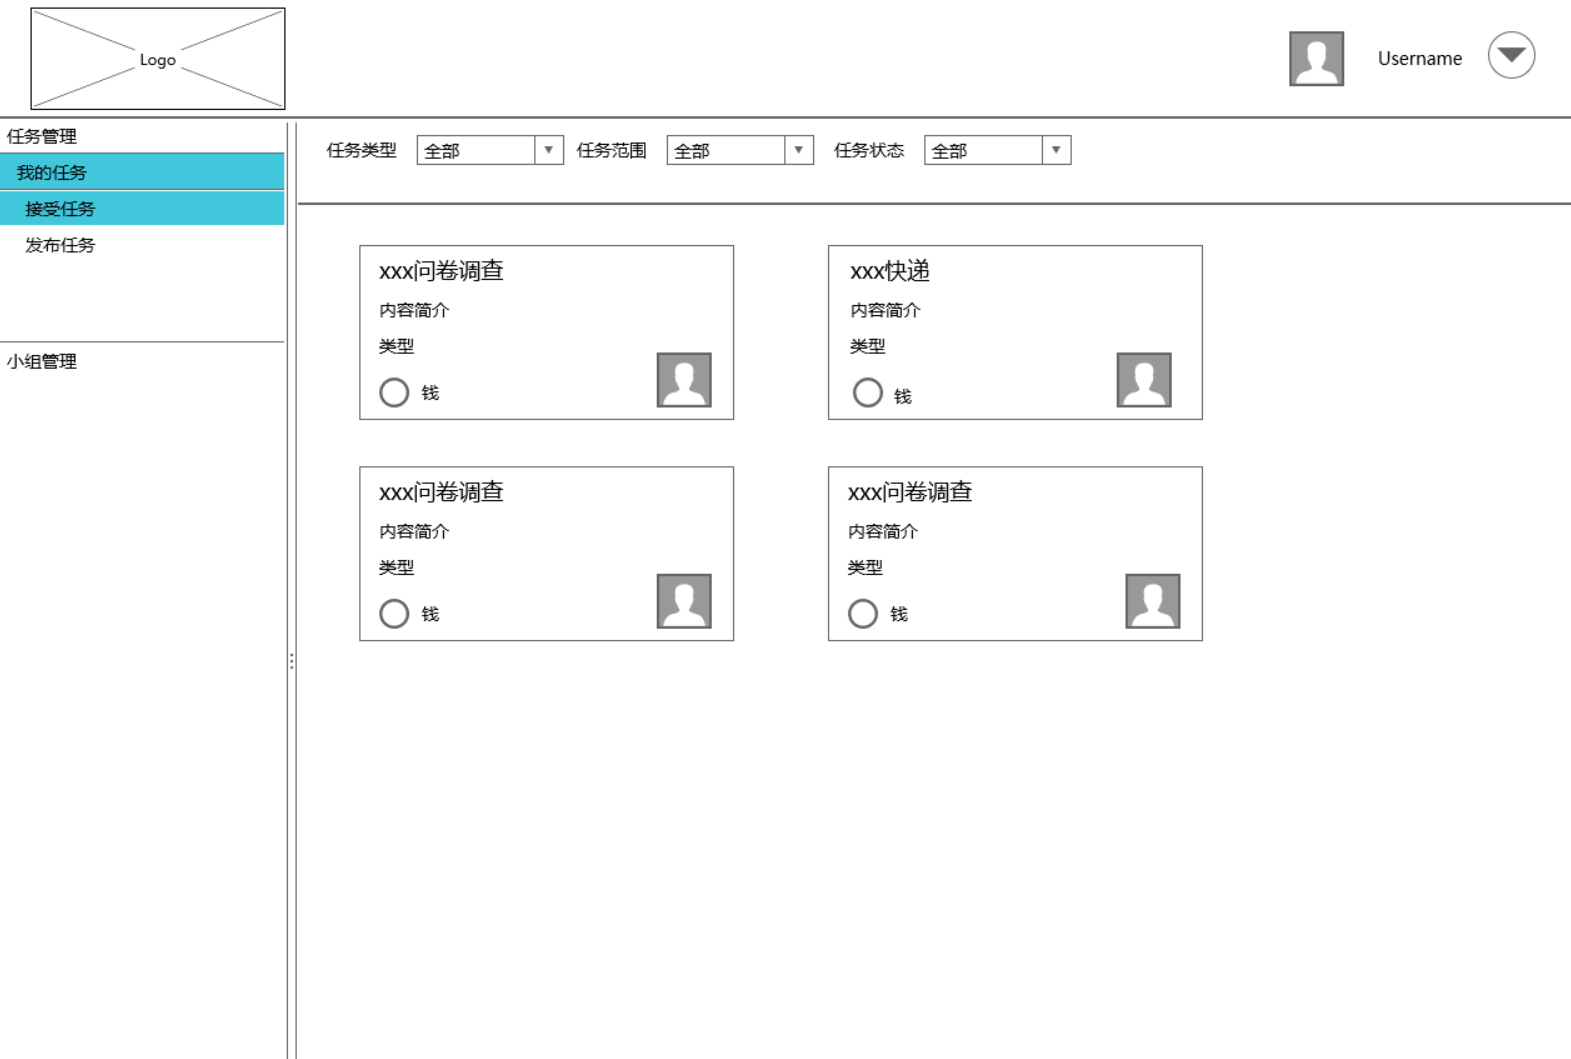 Logo
Username
任务管理
我的任务
接受任务
发布任务
小组管理
任务类型 全部 任务范围 全部 任务状态 全部
xxx问卷调查
内容简介
类型
钱
xxx快递
内容简介
类型
钱
xxx问卷调查
内容简介
类型
钱
xxx问卷调查
内容简介
类型
钱